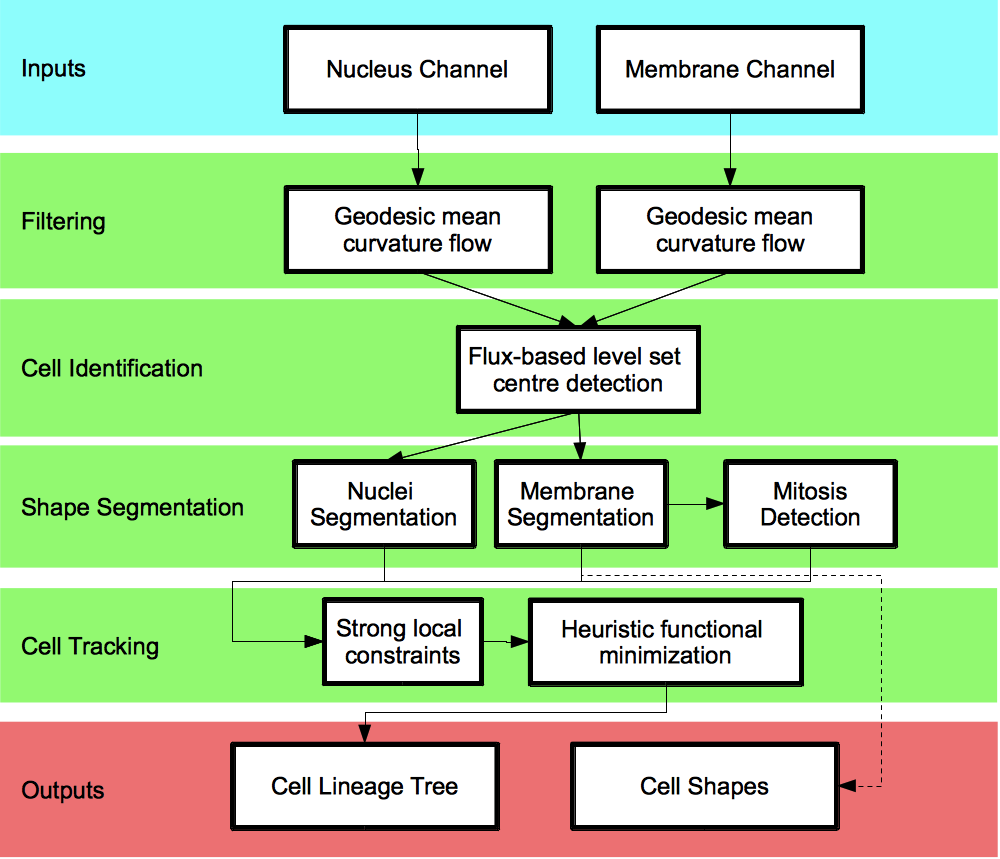 Inputs
Nucleus Channel
Membrane Channel
Filtering
Geodesic mean
curvature flow
Geodesic mean
curvature flow
Cell Identification
Flux-based level set
centre detection
Shape Segmentation
Nuclei
Segmentation
Membrane
Segmentation
Mitosis
Detection
Cell Tracking
Strong local
constraints
Heuristic functional
minimization
Outputs
Cell Lineage Tree
Cell Shapes